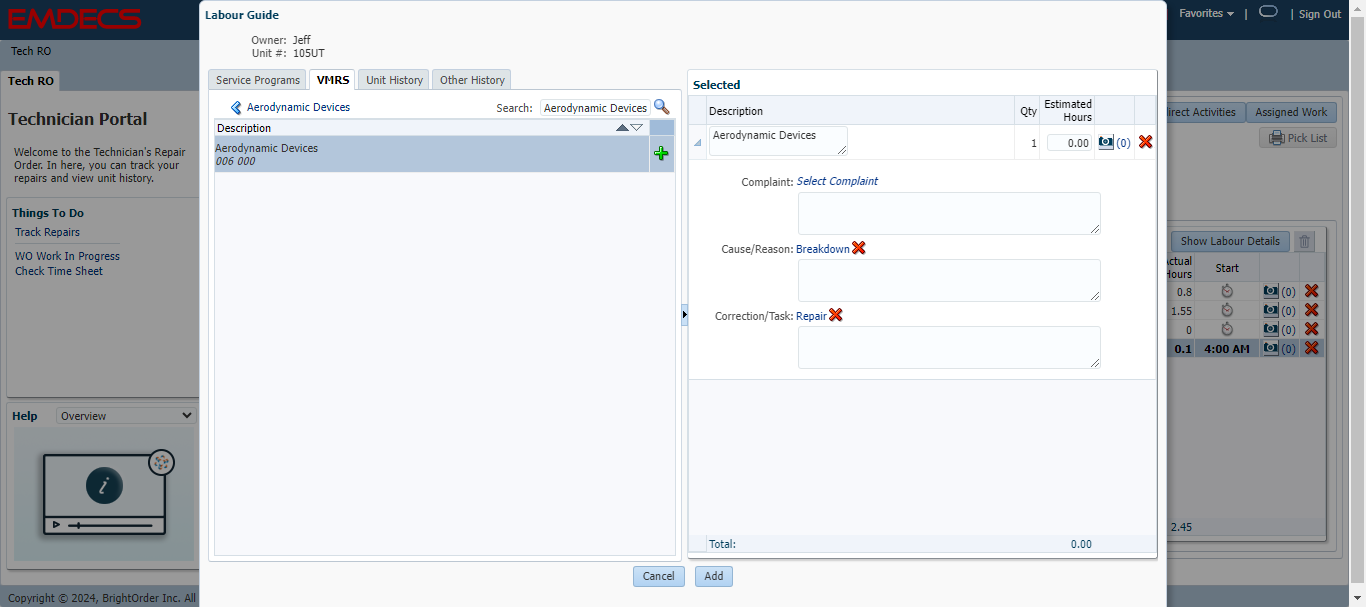 EMDECS
Favorites | | Sign Out
Tech RO
Tech RO
Technician Portal
Welcome to the Technician's Repair
Order. In here, you can track your
repairs and view unit history.
Things To Do
Track Repairs
WO Work In Progress
Check Time Sheet
Help Overview
i
Copyright © 2024, BrightOrder Inc. All
Labour Guide
Owner: Jeff
Unit #: 105UT
Service Programs VMRS Unit History Other History
Aerodynamic Devices Search: Aerodynamic Devices
Description
Aerodynamic Devices
006 000
Selected
Description Qty Estimated Hours
Aerodynamic Devices 1 0.00 (0)
Complaint: Select Complaint
Cause/Reason: Breakdown
Correction/Task: Repair
Total: 0.00
Cancel Add
irect Activities Assigned Work
Pick List
Show Labour Details
Actual Hours Start
0.8 (0)
1.55 (0)
0 (0)
0.1 4:00 AM (0)
2.45